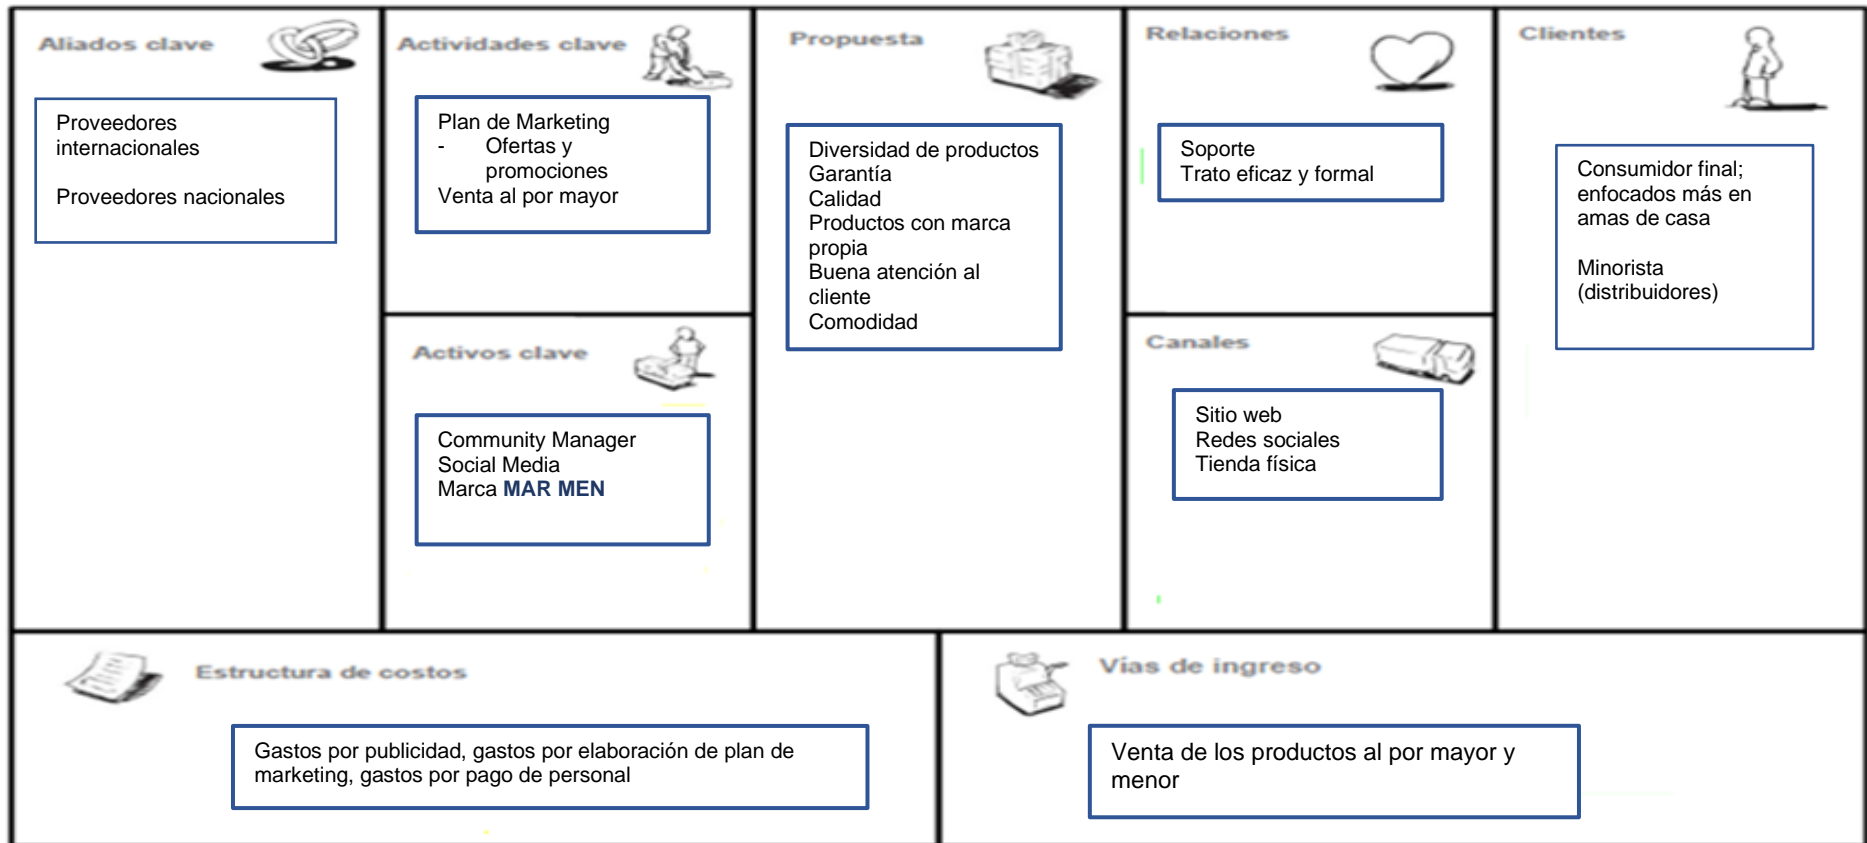 Aliados clave
Proveedores
internacionales
Proveedores nacionales
Actividades clave
Plan de Marketing
- Ofertas y
promociones
Venta al por mayor
Activos clave
Community Manager
Social Media
Marca MAR MEN
Propuesta
Diversidad de productos
Garantía
Calidad
Productos con marca
propia
Buena atención al
cliente
Comodidad
Relaciones
Soporte
Trato eficaz y formal
Canales
Sitio web
Redes sociales
Tienda física
Clientes
Consumidor final;
enfocados más en
amas de casa
Minorista
(distribuidores)
Estructura de costos
Gastos por publicidad, gastos por elaboración de plan de
marketing, gastos por pago de personal
Vías de ingreso
Venta de los productos al por mayor y
menor